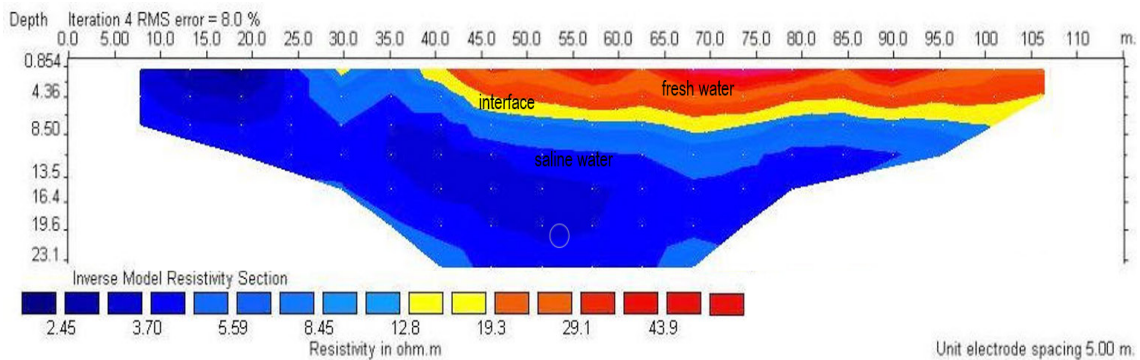 Depth Iteration 4 RMS error = 8.0 %
0.0 5.00 10.0 15.0 20.0 25.0 30.0 35.0 40.0 45.0 50.0 55.0 60.0 65.0 70.0 75.0 80.0 85.0 90.0 95.0 100 105 110 m.
0.854
4.36
8.50
13.5
16.4
19.6
23.1
fresh water
interface
saline water
Inverse Model Resistivity Section
2.45 3.70 5.59 8.45 12.8 19.3 29.1 43.9
Resistivity in ohm.m
Unit electrode spacing 5.00 m.